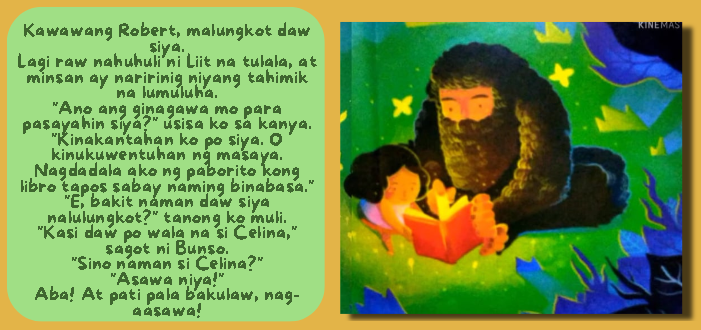 Kawawang Robert, malungkot daw
siya.
Lagi raw nahuhuli ni Liit na tulala, at
minsan ay naririnig niyang tahimik
na lumuluha.
"Ano ang ginagawa mo para
pasayahin siya?" usisa ko sa kanya.
"Kinakantahan ko po siya. O
kinukuwentuhan ng masaya.
Nagdadala ako ng paborito kong
libro tapos sabay naming binabasa."
"E, bakit naman daw siya
nalulungkot?" tanong ko muli.
"Kasi daw po wala na si Celina,"
sagot ni Bunso.
"Sino naman si Celina?"
"Asawa niya!"
Aba! At pati pala bakulaw, nag-
aasawa!
KINEMAS